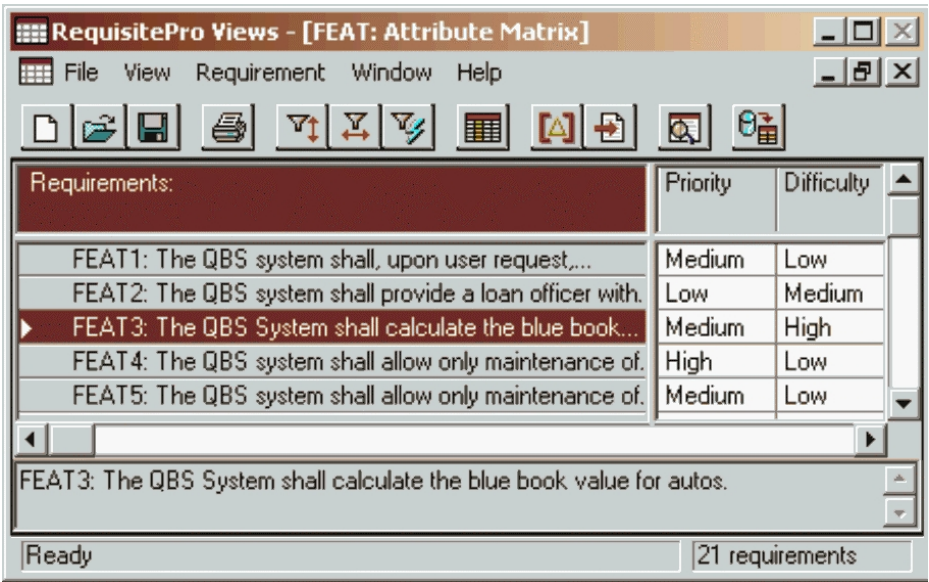 RequisitePro Views - [FEAT: Attribute Matrix]
File View Requirement Window Help
Requirements: Priority Difficulty
FEAT1: The QBS system shall, upon user request,... Medium Low
FEAT2: The QBS system shall provide a loan officer with. Low Medium
FEAT3: The QBS System shall calculate the blue book... Medium High
FEAT4: The QBS system shall allow only maintenance of. High Low
FEAT5: The QBS system shall allow only maintenance of. Medium Low
FEAT3: The QBS System shall calculate the blue book value for autos.
Ready 21 requirements